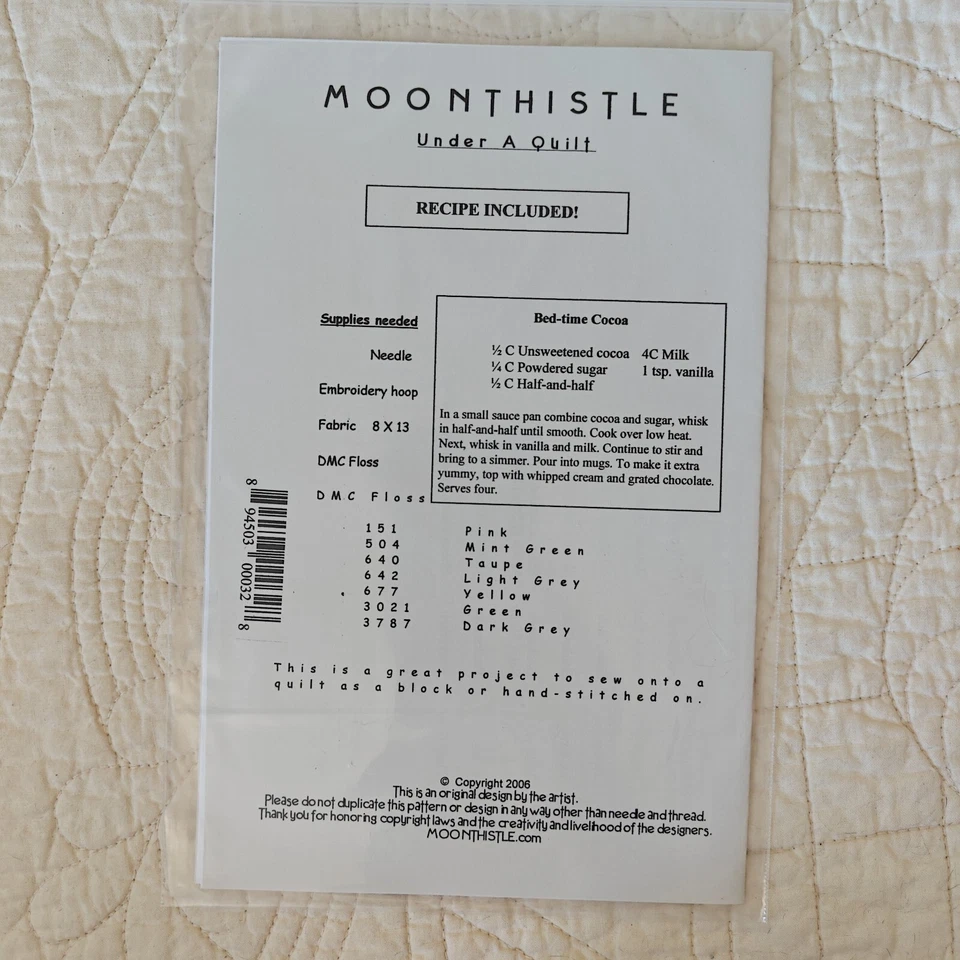 MOONTHISTLE
Under A Quilt
RECIPE INCLUDED!
Supplies needed
Needle
Embroidery hoop
Fabric 8 X 13
DMC Floss
Bed-time Cocoa
½ C Unsweetened cocoa 4C Milk
¼ C Powdered sugar 1 tsp. vanilla
½ C Half-and-half
In a small sauce pan combine cocoa and sugar, whisk
in half-and-half until smooth. Cook over low heat.
Next, whisk in vanilla and milk. Continue to stir and
bring to a simmer. Pour into mugs. To make it extra
yummy, top with whipped cream and grated chocolate.
Serves four.
DMC Floss
151 Pink
504 Mint Green
640 Taupe
642 Light Grey
677 Yellow
3021 Green
3787 Dark Grey
8 94503 00032 8
This is a great project to sew onto a
quilt as a block or hand-stitched on.
© Copyright 2006
This is an original design by the artist.
Please do not duplicate this pattern or design in any way other than needle and thread.
Thank you for honoring copyright laws and the creativity and livelihood of the designers.
MOONTHISTLE.com